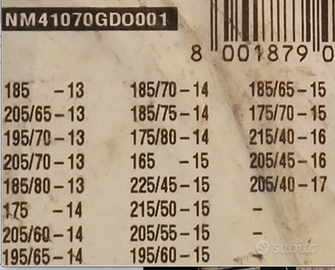 NM41070GDO001
8 001879 0
185 -13 185/70-14 185/65-15
205/65-13 185/75-14 175/70-15
195/70-13 175/80-14 215/40-16
205/70-13 165 -15 205/45-16
185/80-13 225/45-15 205/40-17
175 -14 215/50-15 -
205/60-14 205/55-15 -
195/65-14 195/60-15 -
subito